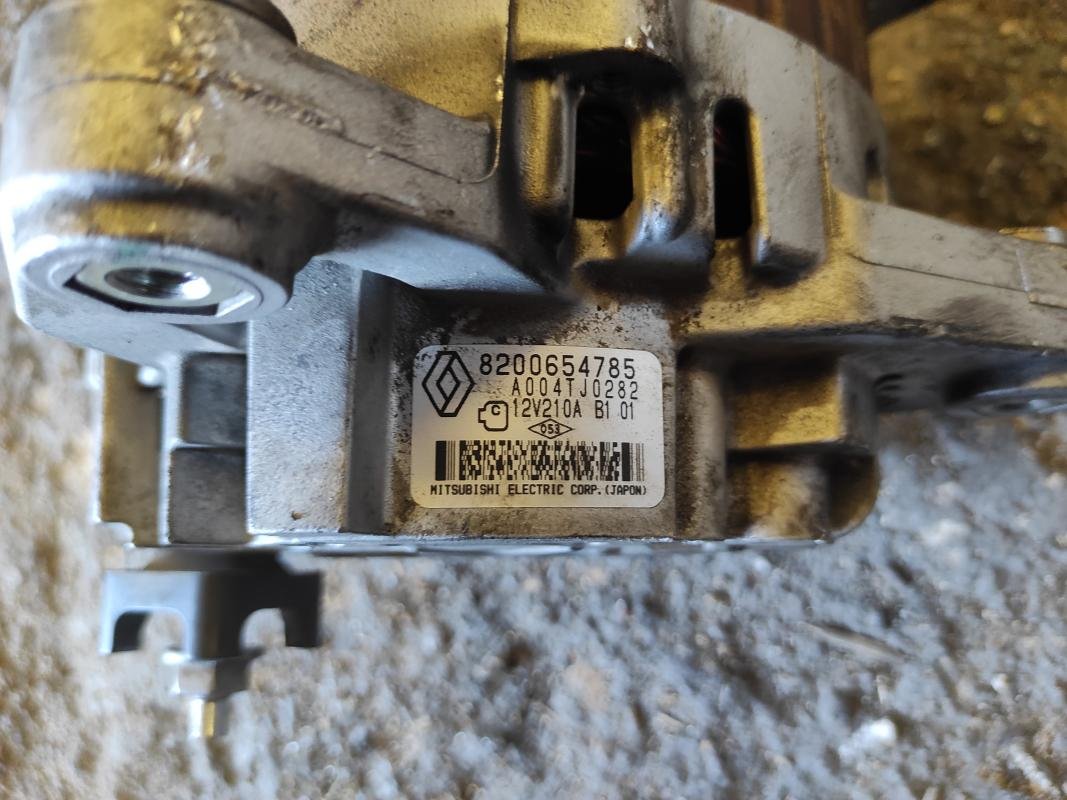 8200654785
A004TJ0282
C 12V210A B1 01
053
MITSUBISHI ELECTRIC CORP.(JAPON)